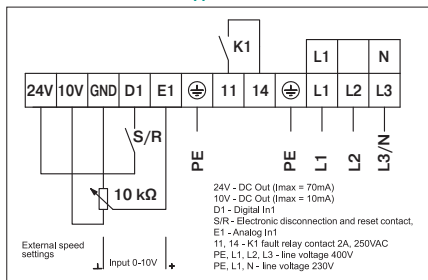 K1
L1 N
24V 10V GND D1 E1 11 14 L1 L2 L3
S/R
PE PE L1 L2 L3/N
10 kΩ
24V - DC Out (Imax = 70mA)
10V - DC Out (Imax = 10mA)
D1 - Digital In1
S/R - Electronic disconnection and reset contact,
E1 - Analog In1
11, 14 - K1 fault relay contact 2A, 250VAC
PE, L1, L2, L3 - line voltage 400V
PE, L1, N - line voltage 230V
External speed
settings
⊥ Input 0-10V +